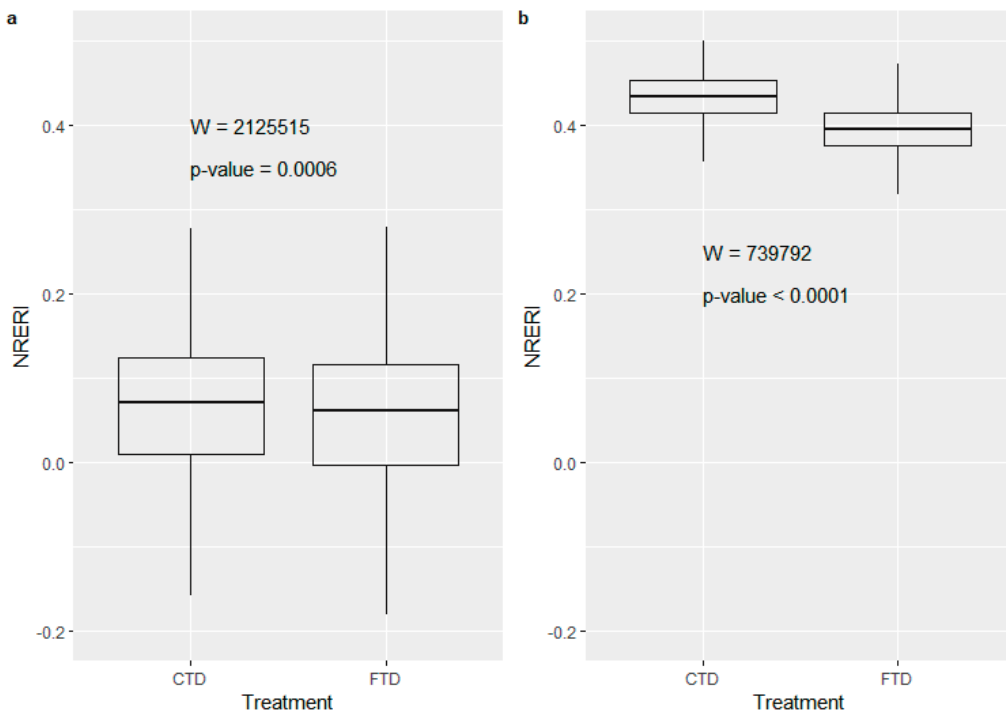 a
NRERI
0.4
0.2
0.0
-0.2
W = 2125515
p-value = 0.0006
CTD
FTD
Treatment
b
NRERI
0.4
0.2
0.0
-0.2
W = 739792
p-value < 0.0001
CTD
FTD
Treatment